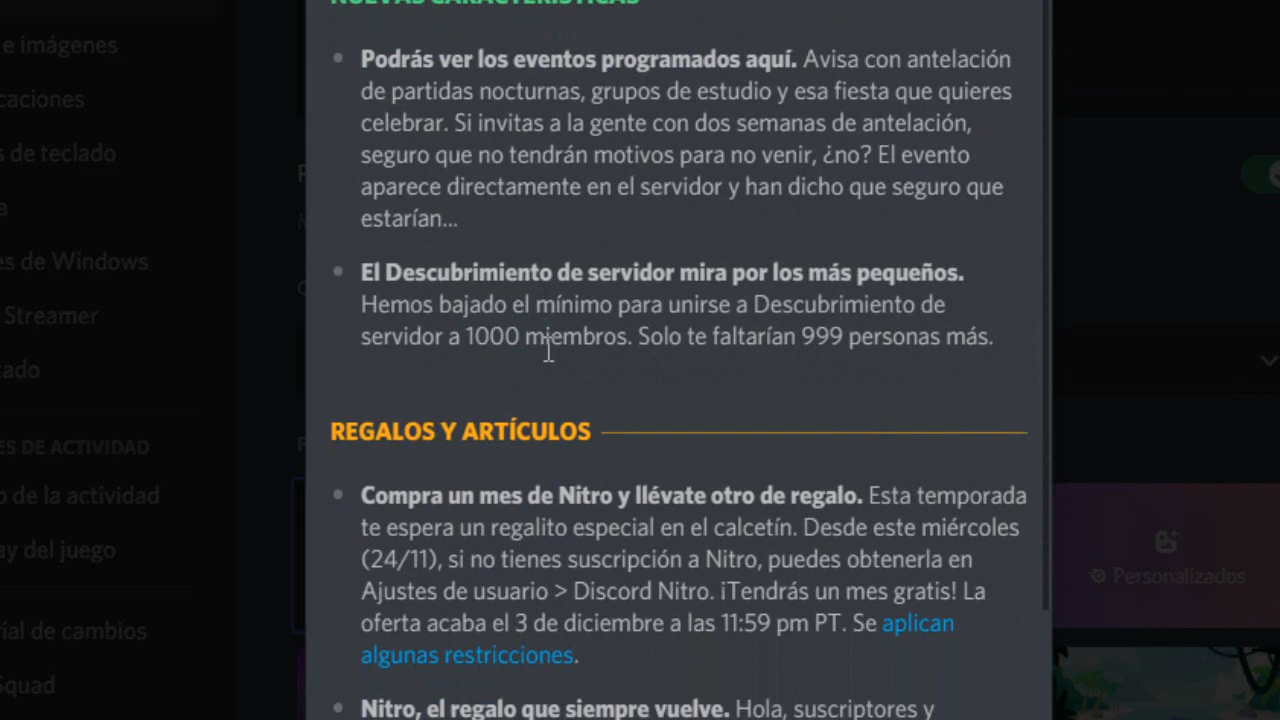 NUEVAS CARACTERÍSTICAS
Podrás ver los eventos programados aquí. Avisa con antelación
de partidas nocturnas, grupos de estudio y esa fiesta que quieres
celebrar. Si invitas a la gente con dos semanas de antelación,
seguro que no tendrán motivos para no venir, ¿no? El evento
aparece directamente en el servidor y han dicho que seguro que
estarían...
El Descubrimiento de servidor mira por los más pequeños.
Hemos bajado el mínimo para unirse a Descubrimiento de
servidor a 1000 miembros. Solo te faltarían 999 personas más.
REGALOS Y ARTÍCULOS
Compra un mes de Nitro y llévate otro de regalo. Esta temporada
te espera un regalito especial en el calcetín. Desde este miércoles
(24/11), si no tienes suscripción a Nitro, puedes obtenerla en
Ajustes de usuario > Discord Nitro. ¡Tendrás un mes gratis! La
oferta acaba el 3 de diciembre a las 11:59 pm PT. Se aplican
algunas restricciones.
Nitro, el regalo que siempre vuelve. Hola, suscriptores y
e imágenes
caciones
s de teclado
a
es de Windows
Streamer
ado
ES DE ACTIVIDAD
o de la actividad
ay del juego
ial de cambios
Squad
Personalizados